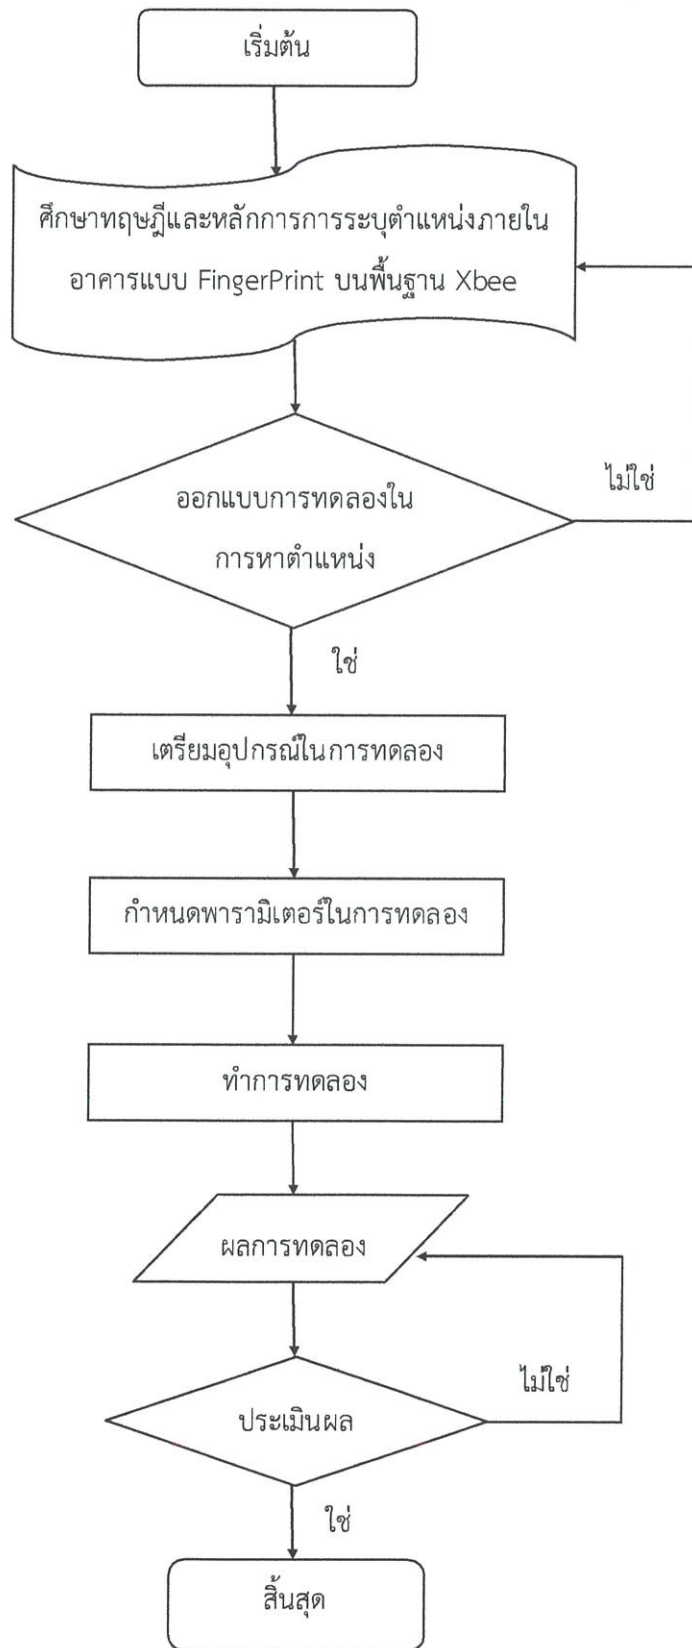 เริ่มต้น
ศึกษาทฤษฎีและหลักการการระบุตำแหน่งภายใน
อาคารแบบ FingerPrint บนพื้นฐาน Xbee
ออกแบบการทดลองใน
การหาตำแหน่ง
ไม่ใช่
ใช่
เตรียมอุปกรณ์ในการทดลอง
กำหนดพารามิเตอร์ในการทดลอง
ทำการทดลอง
ผลการทดลอง
ประเมินผล
ไม่ใช่
ใช่
สิ้นสุด